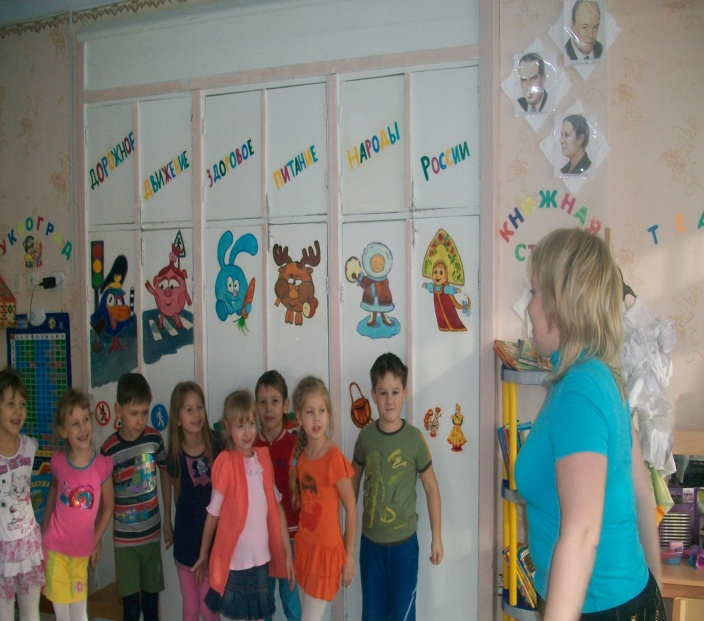 ДОРОЖНОЕ
ДВИЖЕНИЕ
ЗДОРОВОЕ
ПИТАНИЕ
НАРОДЫ
РОССИИ
КНИЖНАЯ